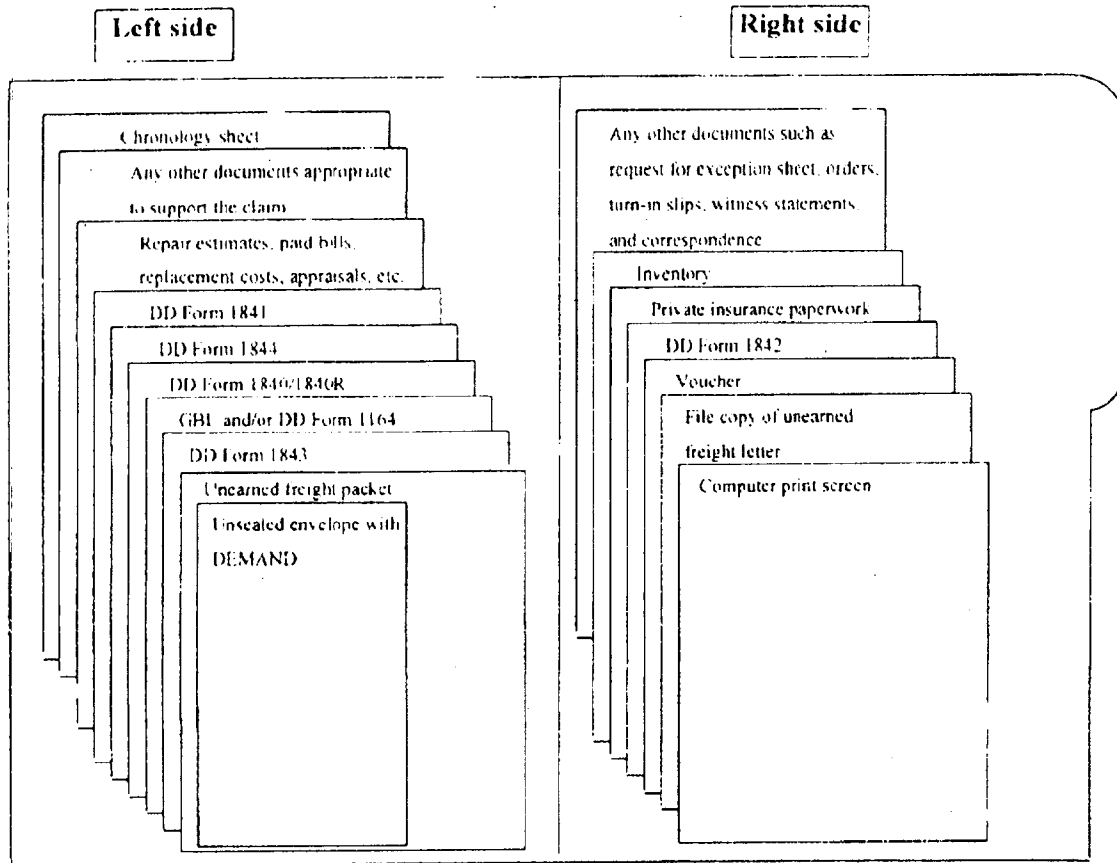 Left side
Chronology sheet
Any other documents appropriate
to support the claim
Repair estimates, paid bills,
replacement costs, appraisals, etc.
DD Form 1841
DD Form 1844
DD Form 1840/1840R
GBL and/or DD Form 1164
DD Form 1843
Unearned freight packet
Unsealed envelope with
DEMAND
Right side
Any other documents such as
request for exception sheet, orders,
turn-in slips, witness statements,
and correspondence
Inventory
Private insurance paperwork
DD Form 1842
Voucher
File copy of unearned
freight letter
Computer print screen